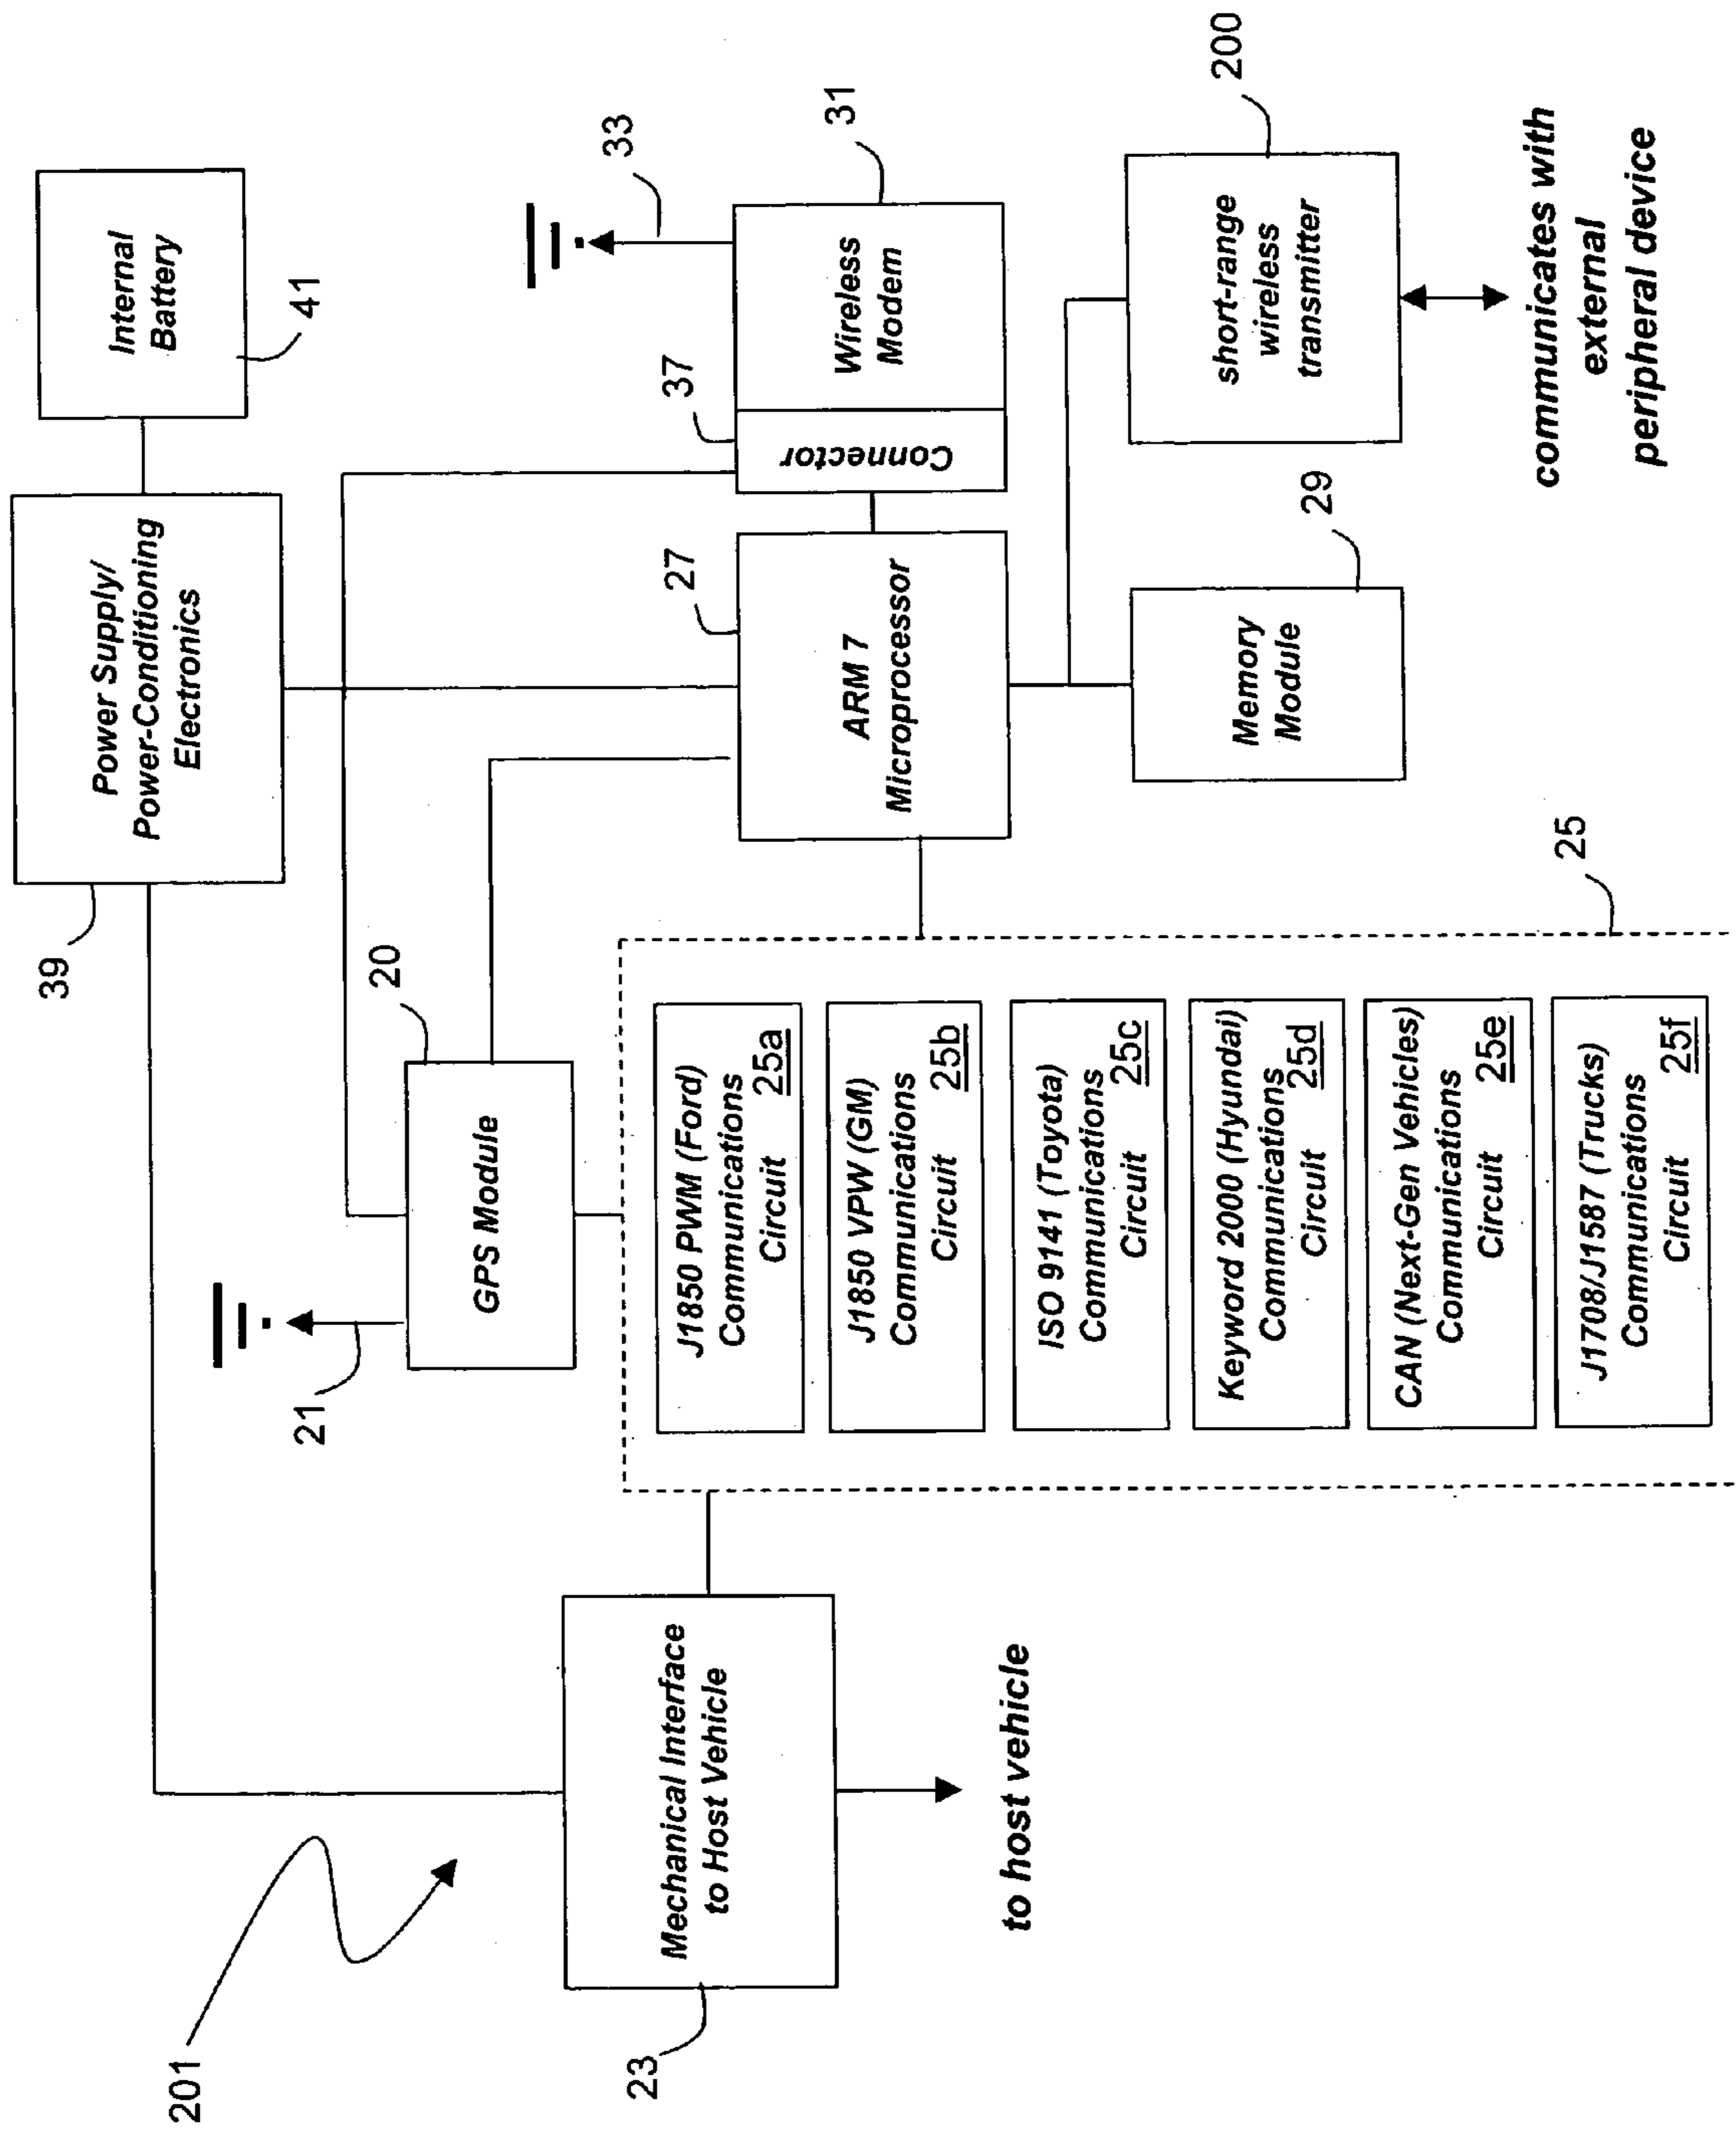 201
39
Power Supply/
Power-Conditioning
Electronics
Internal
Battery
41
21
20
GPS Module
33
23
Mechanical Interface
to Host Vehicle
to host vehicle
J1850 PWM (Ford)
Communications
Circuit 25a
J1850 VPW (GM)
Communications
Circuit 25b
ISO 9141 (Toyota)
Communications
Circuit 25c
Keyword 2000 (Hyundai)
Communications
Circuit 25d
CAN (Next-Gen Vehicles)
Communications
Circuit 25e
J1708/J1587 (Trucks)
Communications
Circuit 25f
25
27
ARM 7
Microprocessor
37
Connector
Wireless
Modem
31
Memory
Module
29
short-range
wireless
transmitter
200
communicates with
external
peripheral device